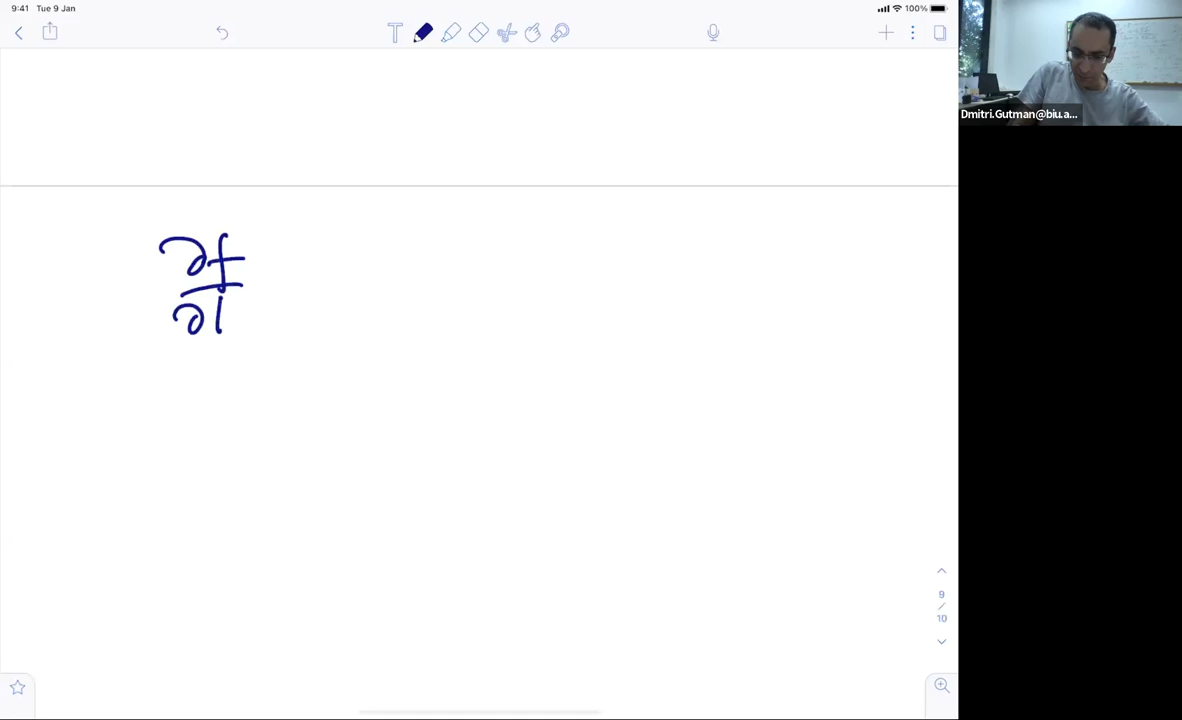 9:41 Tue 9 Jan 100%
T
Dmitri.Gutman@biu.a...
∂f
∂l
9
/
10